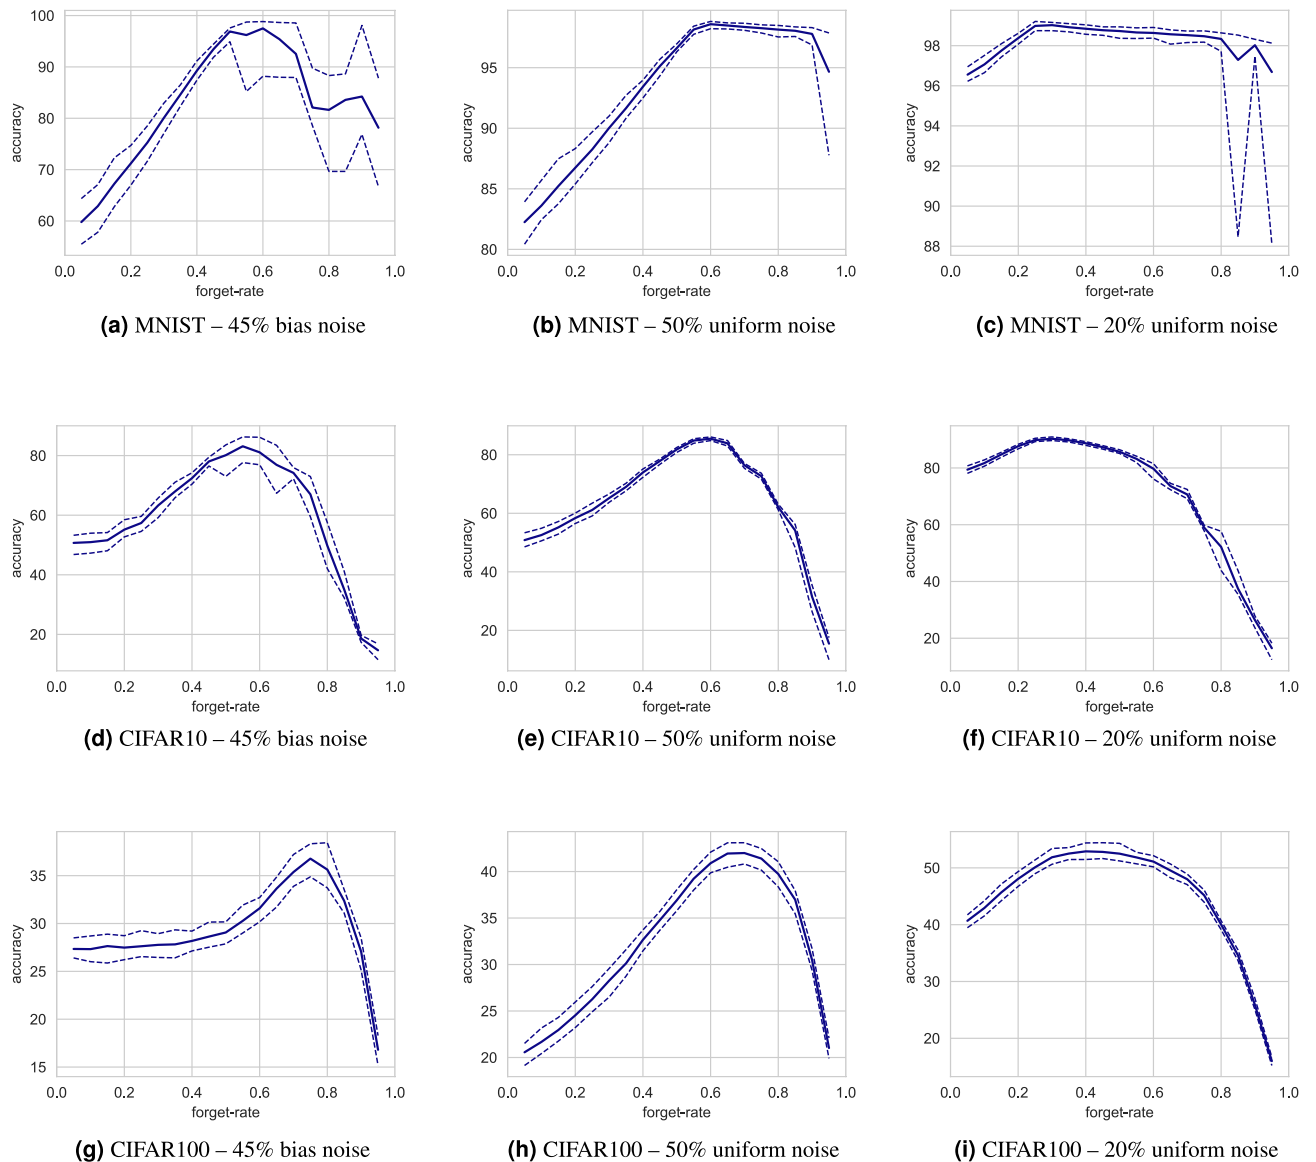 100
90
80
70
60
accuracy
0.0 0.2 0.4 0.6 0.8 1.0
forget-rate
(a) MNIST – 45% bias noise
95
90
85
80
accuracy
0.0 0.2 0.4 0.6 0.8 1.0
forget-rate
(b) MNIST – 50% uniform noise
98
96
94
92
90
88
accuracy
0.0 0.2 0.4 0.6 0.8 1.0
forget-rate
(c) MNIST – 20% uniform noise
80
60
40
20
accuracy
0.0 0.2 0.4 0.6 0.8 1.0
forget-rate
(d) CIFAR10 – 45% bias noise
80
60
40
20
accuracy
0.0 0.2 0.4 0.6 0.8 1.0
forget-rate
(e) CIFAR10 – 50% uniform noise
80
60
40
20
accuracy
0.0 0.2 0.4 0.6 0.8 1.0
forget-rate
(f) CIFAR10 – 20% uniform noise
35
30
25
20
15
accuracy
0.0 0.2 0.4 0.6 0.8 1.0
forget-rate
(g) CIFAR100 – 45% bias noise
40
35
30
25
20
accuracy
0.0 0.2 0.4 0.6 0.8 1.0
forget-rate
(h) CIFAR100 – 50% uniform noise
50
40
30
20
accuracy
0.0 0.2 0.4 0.6 0.8 1.0
forget-rate
(i) CIFAR100 – 20% uniform noise